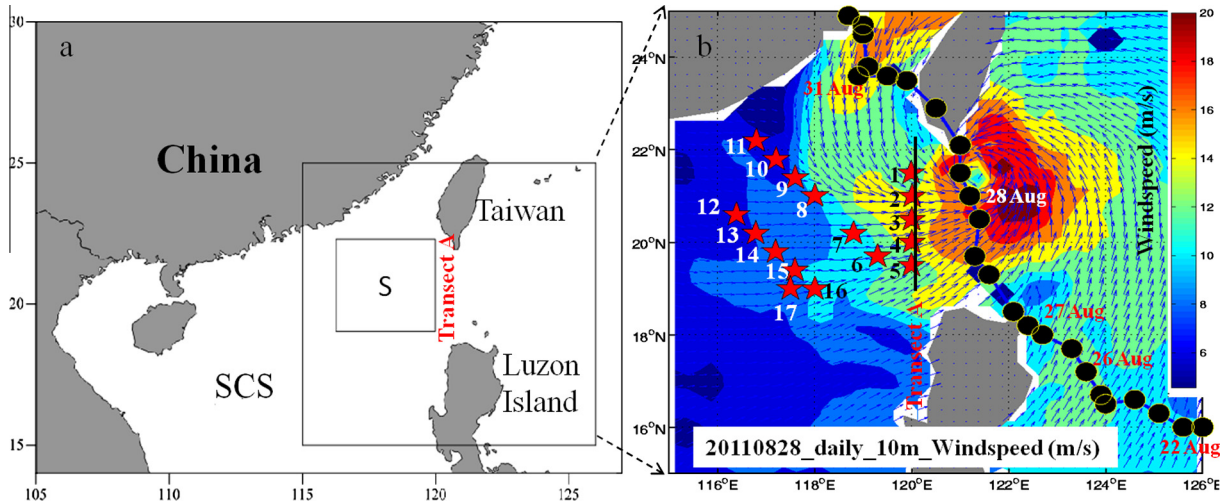 a
China
Taiwan
S
Transect A
SCS
Luzon
Island
30
25
20
15
105
110
115
120
125
b
24°N
22°N
20°N
18°N
16°N
116°E
118°E
120°E
122°E
124°E
126°E
31 Aug
28 Aug
27 Aug
26 Aug
22 Aug
11
10
9
8
12
13
14
15
16
17
7
6
1
2
3
4
5
Transect A
20110828_daily_10m_Windspeed (m/s)
Windspeed (m/s)
20
18
16
14
12
10
8
6